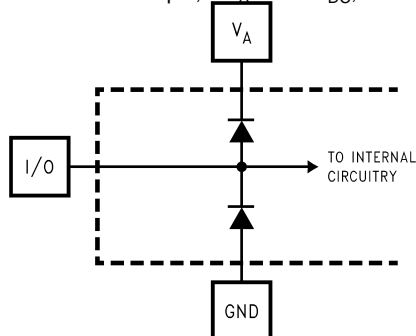 V_A
I/O
TO INTERNAL
CIRCUITRY
GND